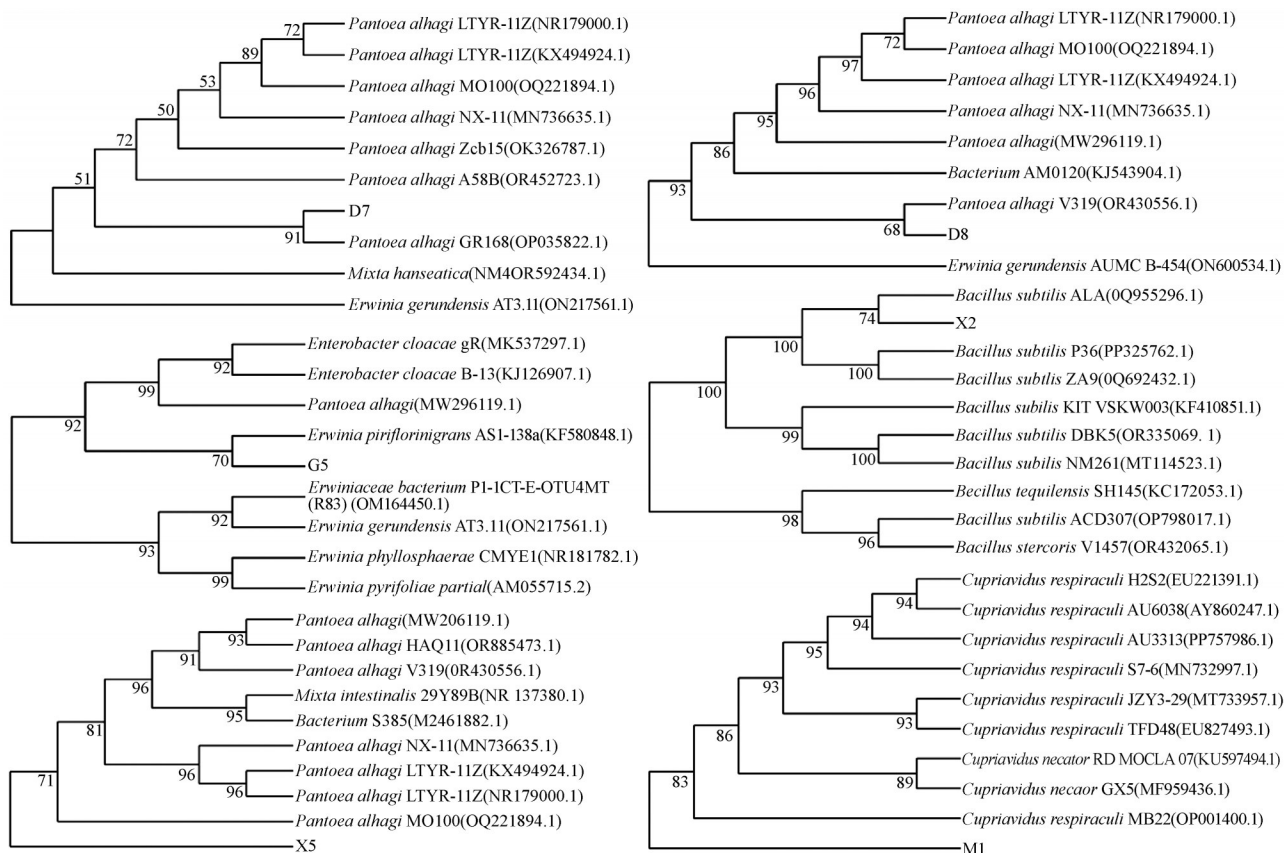 Pantoea alhagi LTYR-11Z(NR179000.1)
72
Pantoea alhagi LTYR-11Z(KX494924.1)
89
Pantoea alhagi MO100(OQ221894.1)
53
Pantoea alhagi NX-11(MN736635.1)
50
Pantoea alhagi Zcb15(OK326787.1)
72
Pantoea alhagi A58B(OR452723.1)
51
D7
91
Pantoea alhagi GR168(OP035822.1)
Mixta hanseatica(NM4OR592434.1)
Erwinia gerundensis AT3.11(ON217561.1)
Pantoea alhagi LTYR-11Z(NR179000.1)
72
Pantoea alhagi MO100(OQ221894.1)
97
Pantoea alhagi LTYR-11Z(KX494924.1)
96
Pantoea alhagi NX-11(MN736635.1)
95
Pantoea alhagi(MW296119.1)
86
Bacterium AM0120(KJ543904.1)
93
Pantoea alhagi V319(OR430556.1)
68
D8
Erwinia gerundensis AUMC B-454(ON600534.1)
Enterobacter cloacae gR(MK537297.1)
92
Enterobacter cloacae B-13(KJ126907.1)
99
Pantoea alhagi(MW296119.1)
92
Erwinia piriflorinigrans AS1-138a(KF580848.1)
70
G5
Erwiniaceae bacterium P1-1CT-E-OTU4MT
(R83) (OM164450.1)
92
Erwinia gerundensis AT3.11(ON217561.1)
93
Erwinia phyllosphaerae CMYE1(NR181782.1)
99
Erwinia pyrifoliae partial(AM055715.2)
Bacillus subtilis ALA(0Q955296.1)
74
X2
100
Bacillus subtilis P36(PP325762.1)
100
Bacillus subtlis ZA9(0Q692432.1)
100
Bacillus subilis KIT VSKW003(KF410851.1)
99
Bacillus subtilis DBK5(OR335069. 1)
100
Bacillus subilis NM261(MT114523.1)
Becillus tequilensis SH145(KC172053.1)
98
Bacillus subtilis ACD307(OP798017.1)
96
Bacillus stercoris V1457(OR432065.1)
Pantoea alhagi(MW206119.1)
93
Pantoea alhagi HAQ11(OR885473.1)
91
Pantoea alhagi V319(0R430556.1)
96
Mixta intestinalis 29Y89B(NR 137380.1)
95
Bacterium S385(M2461882.1)
81
Pantoea alhagi NX-11(MN736635.1)
96
Pantoea alhagi LTYR-11Z(KX494924.1)
96
Pantoea alhagi LTYR-11Z(NR179000.1)
71
Pantoea alhagi MO100(OQ221894.1)
X5
Cupriavidus respiraculi H2S2(EU221391.1)
94
Cupriavidus respiraculi AU6038(AY860247.1)
94
Cupriavidus respiraculi AU3313(PP757986.1)
95
Cupriavidus respiraculi S7-6(MN732997.1)
93
Cupriavidus respiraculi JZY3-29(MT733957.1)
93
Cupriavidus respiraculi TFD48(EU827493.1)
86
Cupriavidus necator RD MOCLA 07(KU597494.1)
89
Cupriavidus necaor GX5(MF959436.1)
83
Cupriavidus respiraculi MB22(OP001400.1)
M1